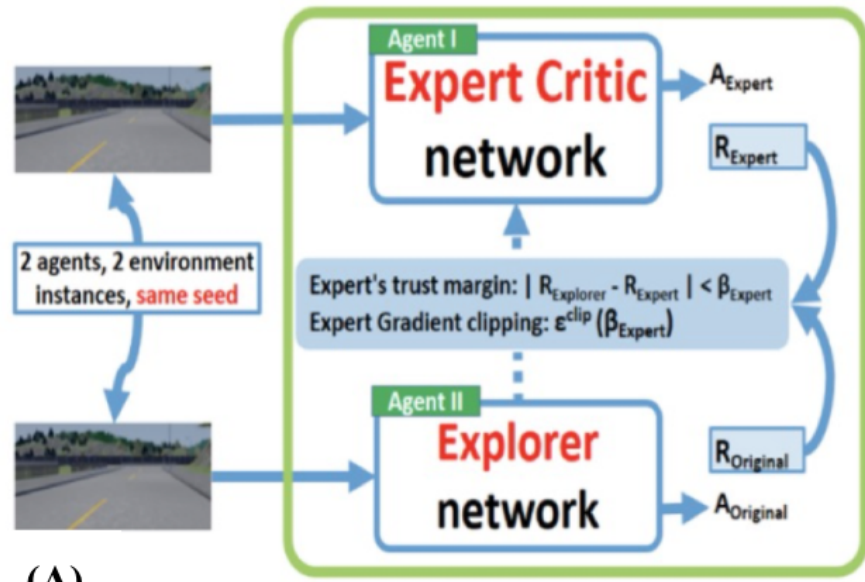 Agent I
Expert Critic
network
A_Expert
R_Expert
2 agents, 2 environment
instances, same seed
Expert's trust margin: | R_Explorer - R_Expert | < β_Expert
Expert Gradient clipping: ε^clip (β_Expert)
Agent II
Explorer
network
R_Original
A_Original
(A)